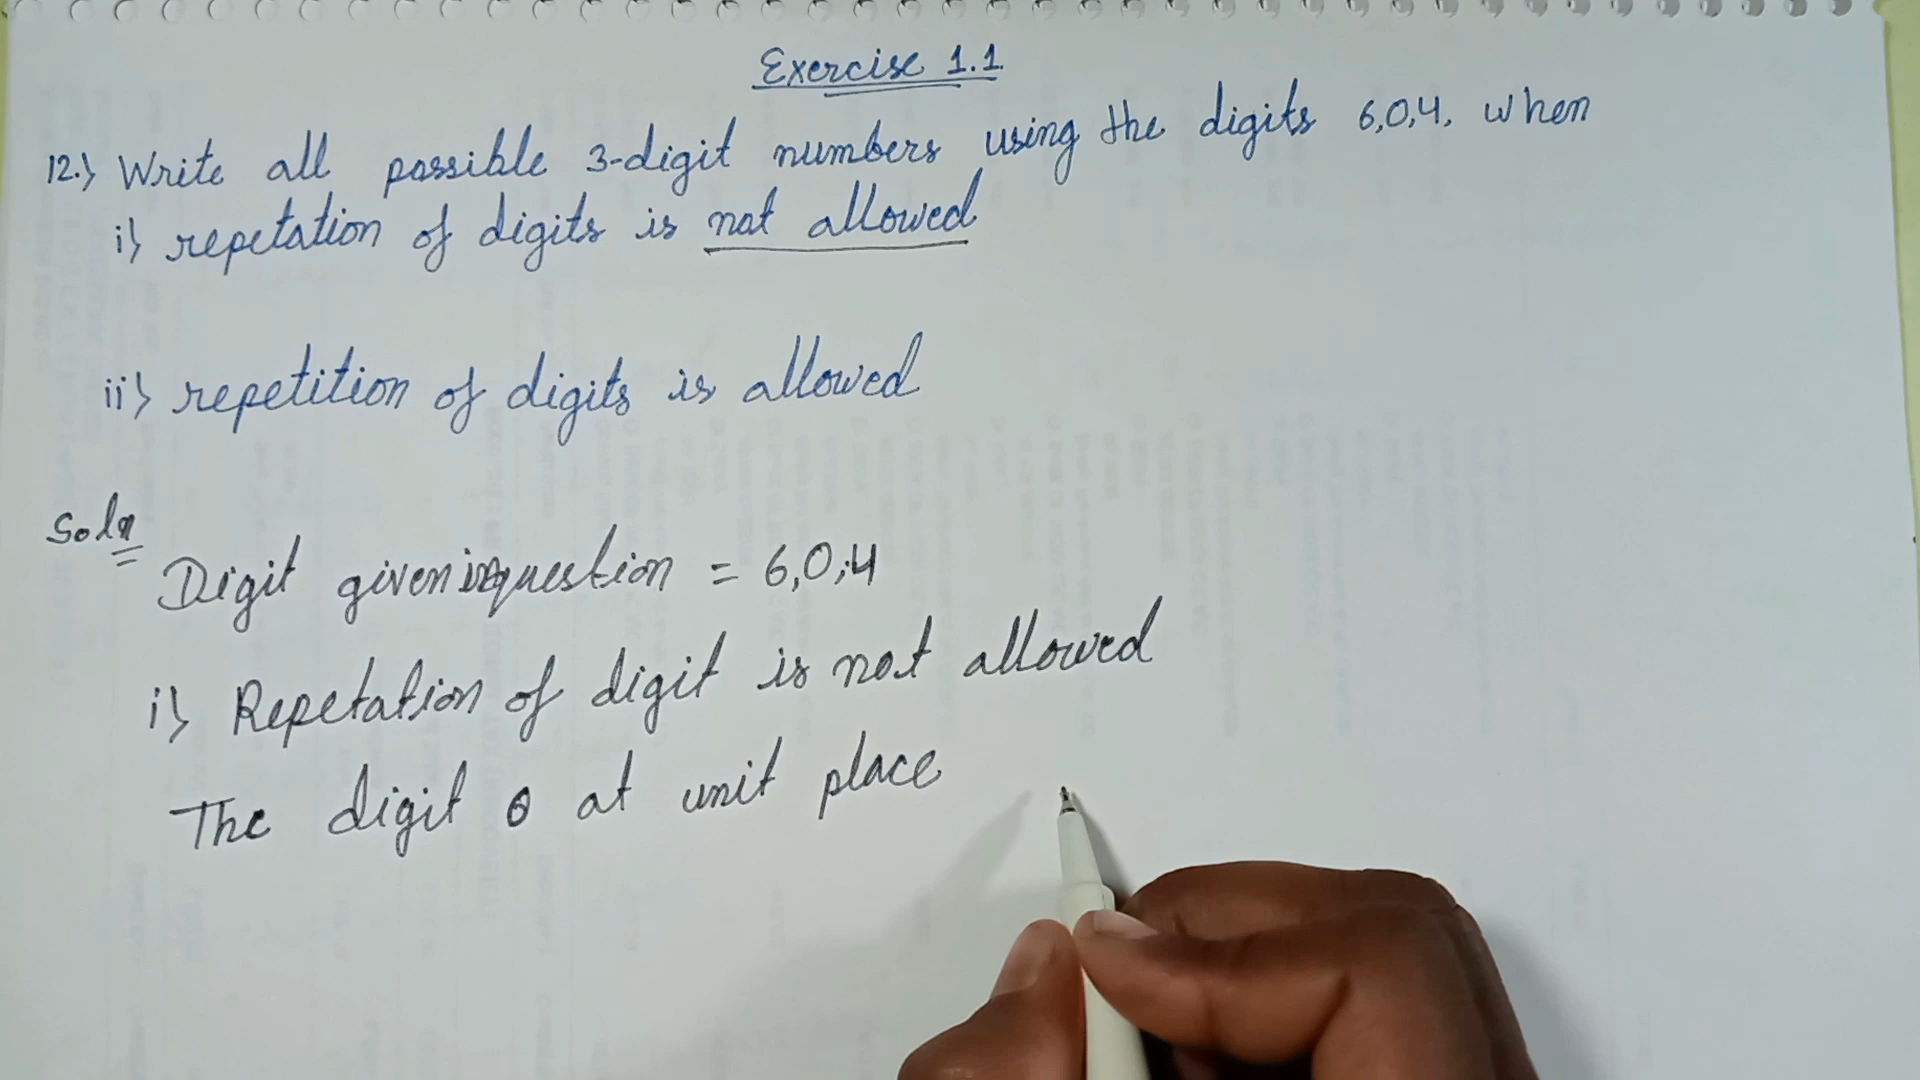 Exercise 1.1
12.) Write all possible 3-digit numbers using the digits 6,0,4, when
i) repetation of digits is not allowed
ii) repetition of digits is allowed
Soln
Digit given in question = 6,0,4
i) Repetation of digit is not allowed
The digit 0 at unit place